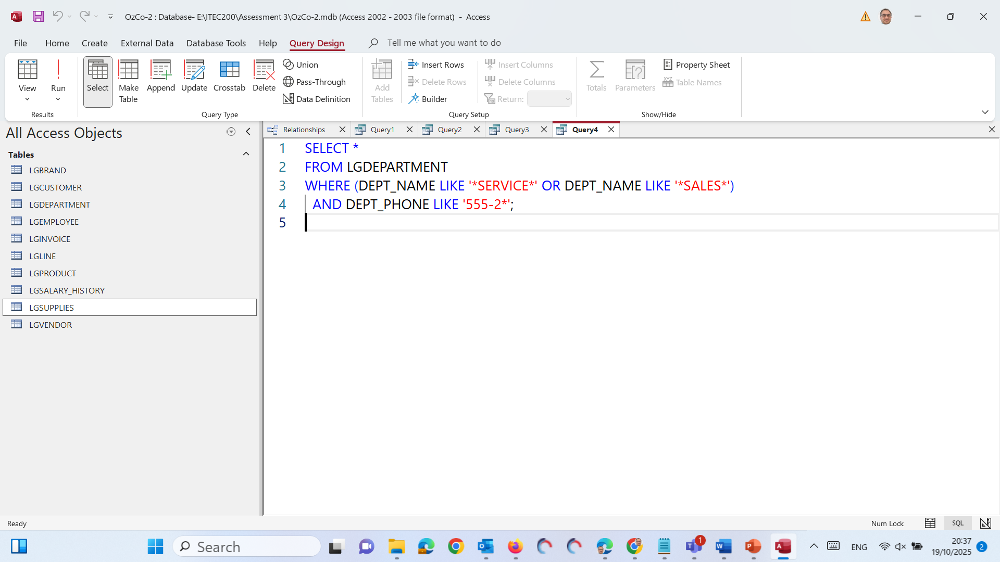 OzCo-2 : Database- E:\ITEC200\Assessment 3\OzCo-2.mdb (Access 2002 - 2003 file format) - Access
File Home Create External Data Database Tools Help Query Design Tell me what you want to do
View
Run
Results
Select
Make Table
Append
Update
Crosstab
Delete
Union
Pass-Through
Data Definition
Query Type
Add Tables
Insert Rows
Delete Rows
Builder
Insert Columns
Delete Columns
Return:
Query Setup
Totals
Parameters
Property Sheet
Table Names
Show/Hide
All Access Objects
Tables
LGBRAND
LGCUSTOMER
LGDEPARTMENT
LGEMPLOYEE
LGINVOICE
LGLINE
LGPRODUCT
LGSALARY_HISTORY
LGSUPPLIES
LGVENDOR
Relationships Query1 Query2 Query3 Query4
1 SELECT *
2 FROM LGDEPARTMENT
3 WHERE (DEPT_NAME LIKE '*SERVICE*' OR DEPT_NAME LIKE '*SALES*')
4 AND DEPT_PHONE LIKE '555-2*';
5
Ready
Num Lock
SQL
Search
1
ENG
20:37
19/10/2025
2